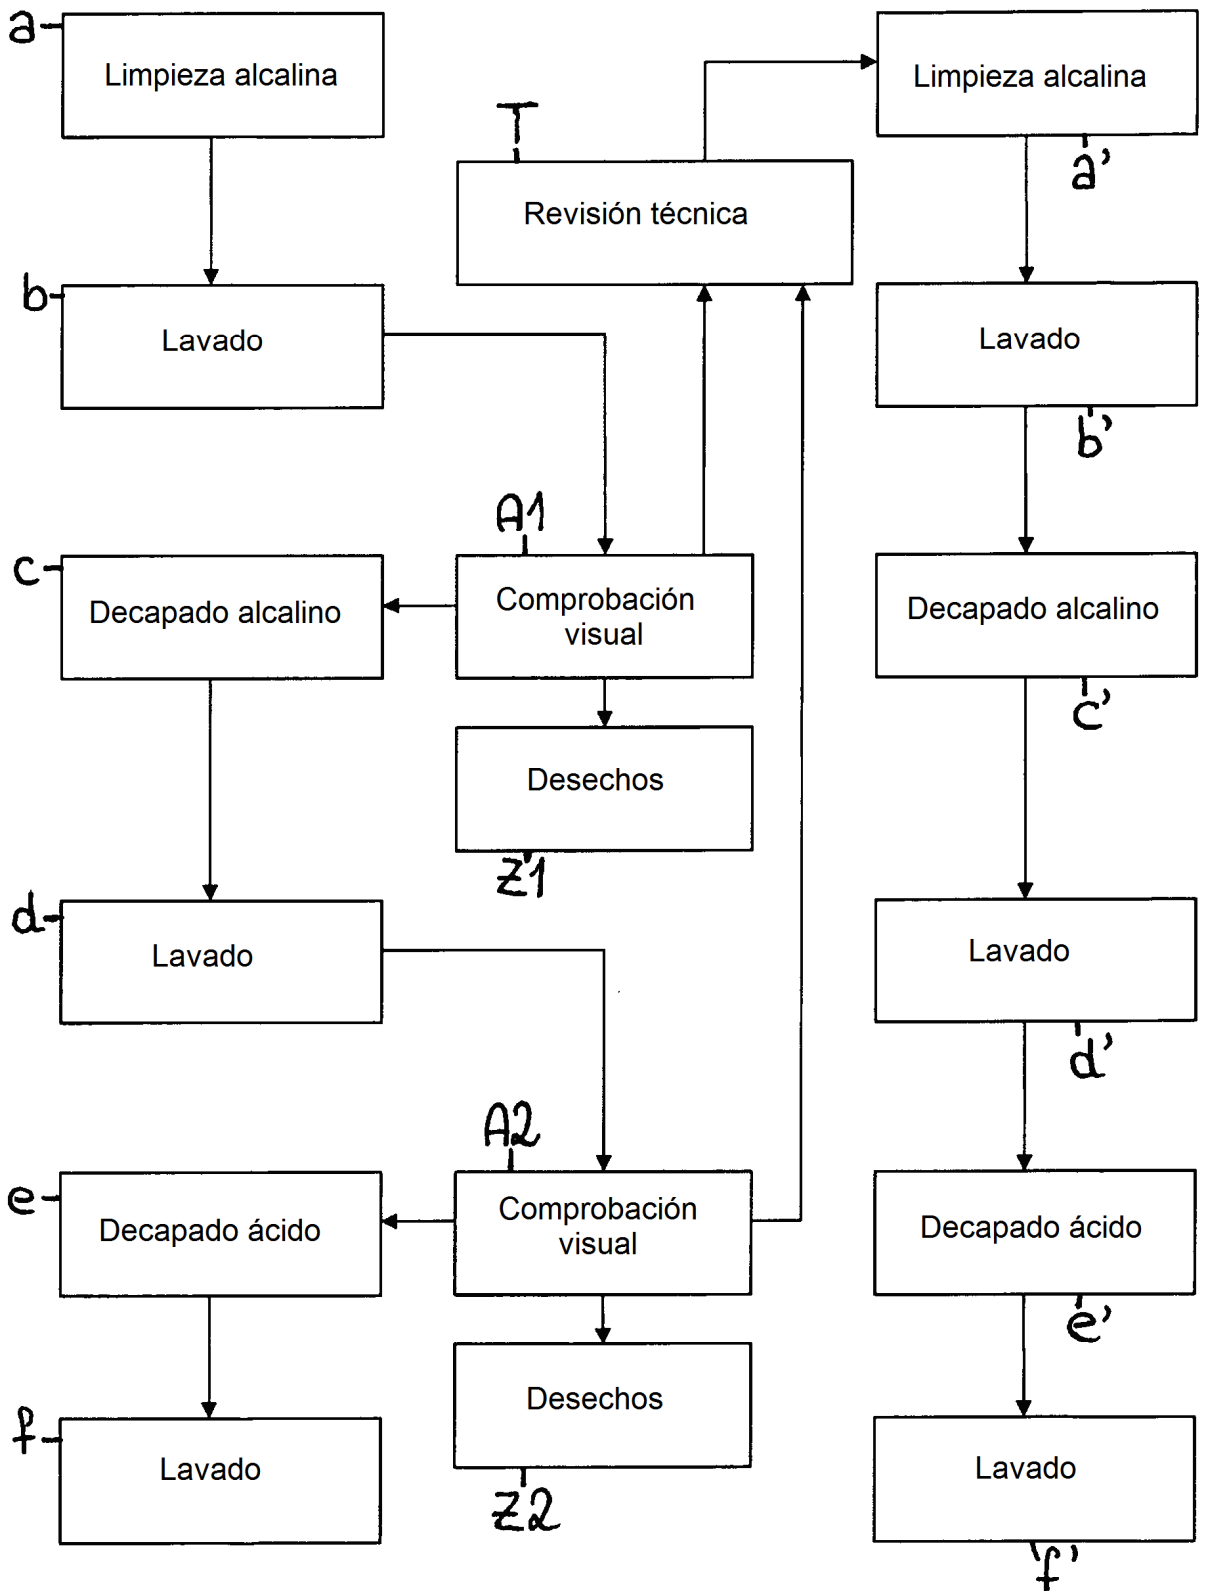 a
Limpieza alcalina
Limpieza alcalina
T
a'
Revisión técnica
b
Lavado
Lavado
b'
A1
c
Decapado alcalino
Comprobación
visual
Decapado alcalino
c'
Desechos
Z1
d
Lavado
Lavado
d'
A2
e
Decapado ácido
Comprobación
visual
Decapado ácido
e'
Desechos
f
Lavado
Lavado
Z2
f'